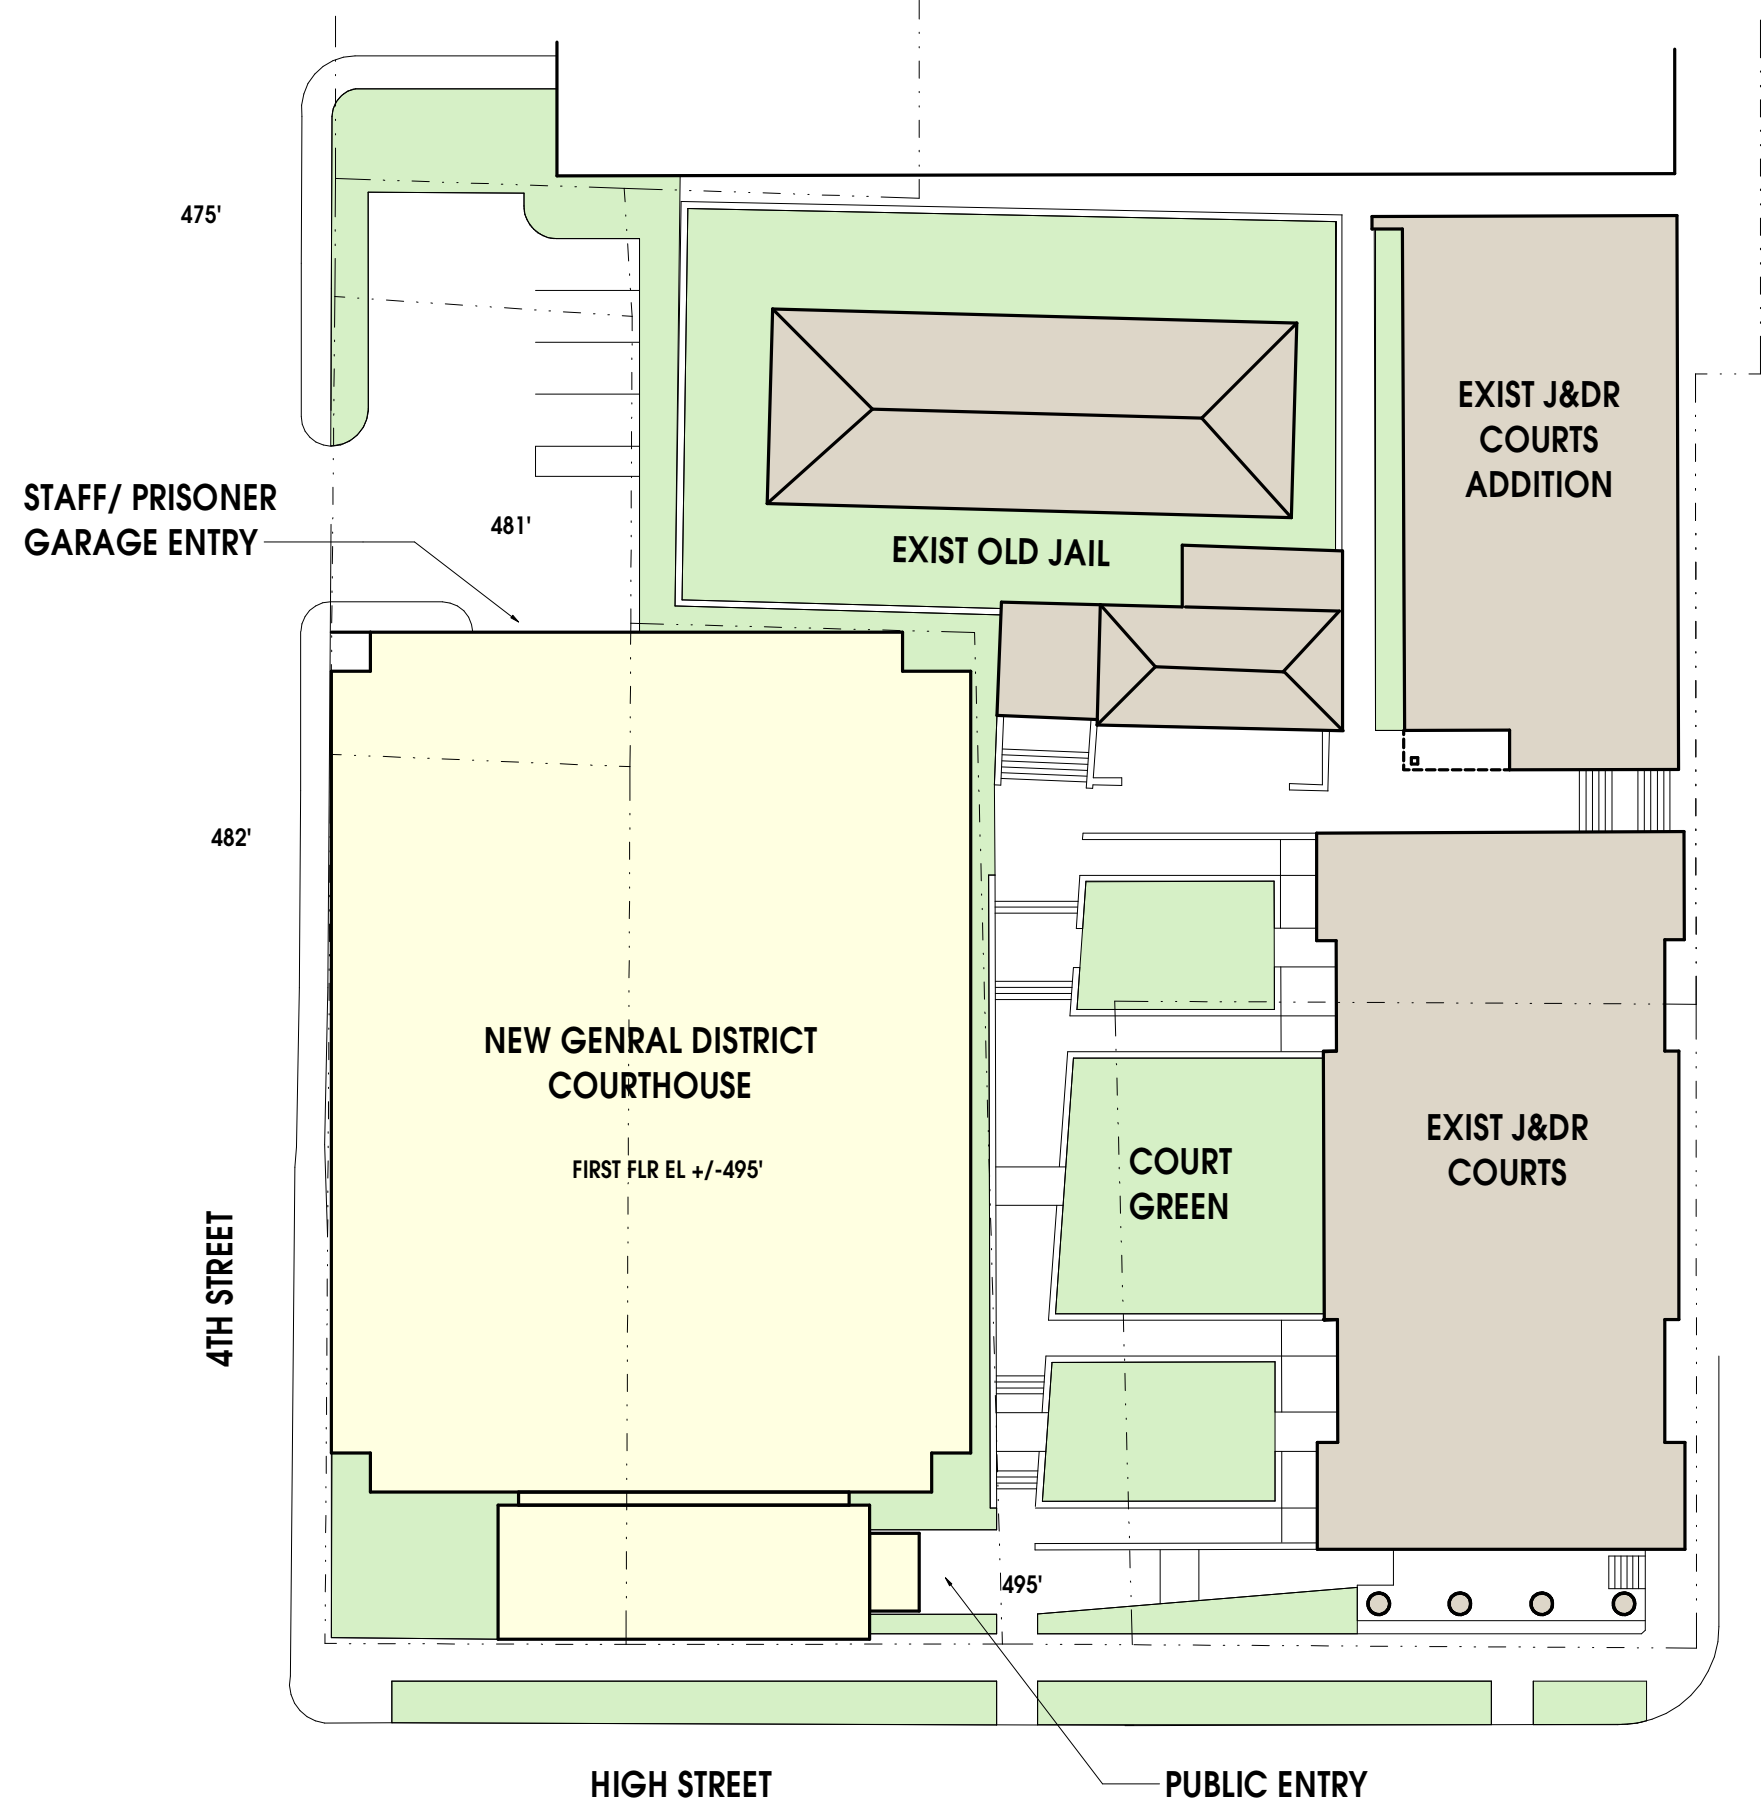 475'
EXIST J&DR
COURTS
ADDITION
STAFF/ PRISONER
GARAGE ENTRY
481'
EXIST OLD JAIL
482'
NEW GENRAL DISTRICT
COURTHOUSE
FIRST FLR EL +/-495'
COURT
GREEN
EXIST J&DR
COURTS
4TH STREET
495'
HIGH STREET
PUBLIC ENTRY